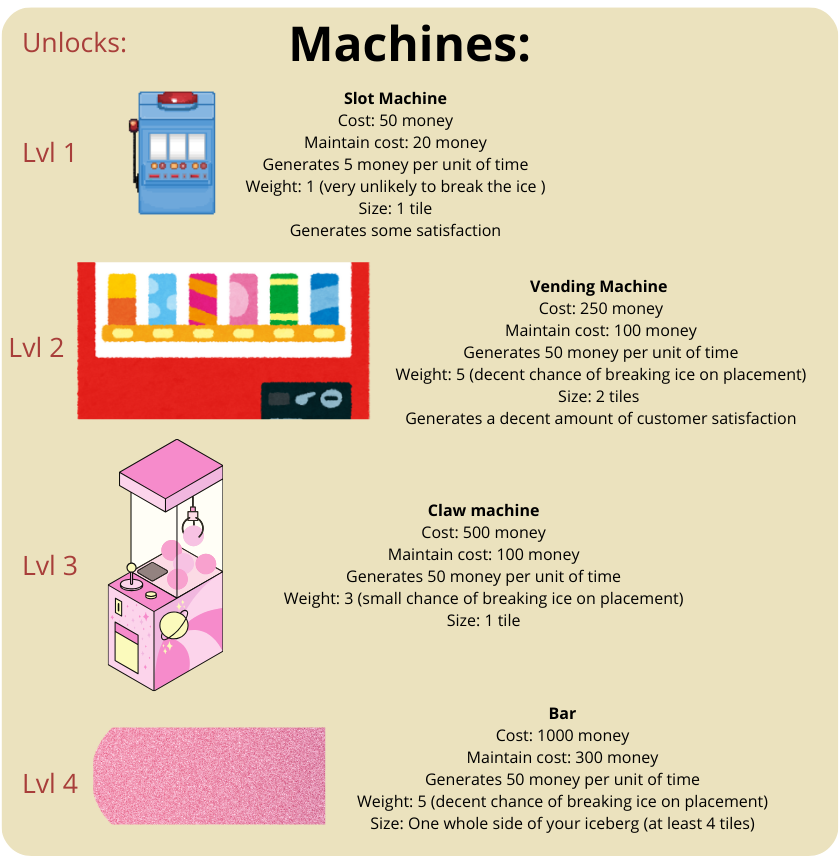 Unlocks:
Machines:
Lvl 1
Slot Machine
Cost: 50 money
Maintain cost: 20 money
Generates 5 money per unit of time
Weight: 1 (very unlikely to break the ice )
Size: 1 tile
Generates some satisfaction
Lvl 2
Vending Machine
Cost: 250 money
Maintain cost: 100 money
Generates 50 money per unit of time
Weight: 5 (decent chance of breaking ice on placement)
Size: 2 tiles
Generates a decent amount of customer satisfaction
Lvl 3
Claw machine
Cost: 500 money
Maintain cost: 100 money
Generates 50 money per unit of time
Weight: 3 (small chance of breaking ice on placement)
Size: 1 tile
Lvl 4
Bar
Cost: 1000 money
Maintain cost: 300 money
Generates 50 money per unit of time
Weight: 5 (decent chance of breaking ice on placement)
Size: One whole side of your iceberg (at least 4 tiles)